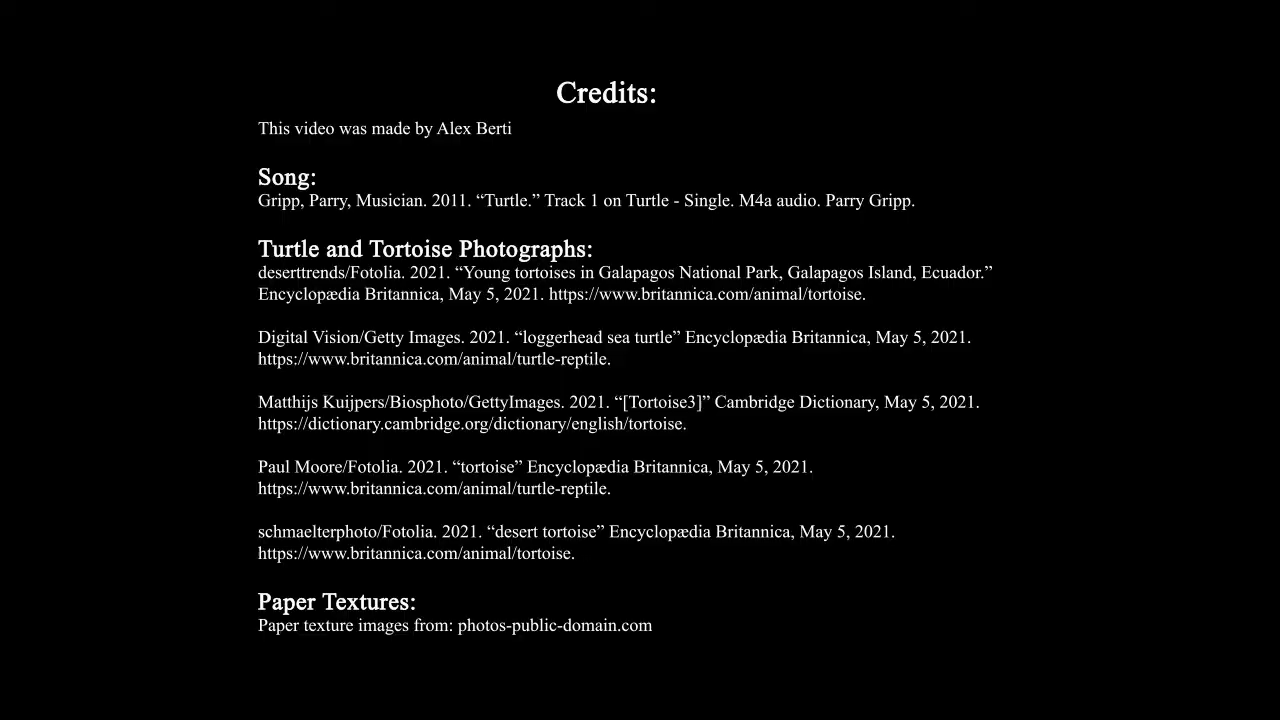 Credits:
This video was made by Alex Berti
Song:
Gripp, Parry, Musician. 2011. “Turtle.” Track 1 on Turtle - Single. M4a audio. Parry Gripp.
Turtle and Tortoise Photographs:
deserttrends/Fotolia. 2021. “Young tortoises in Galapagos National Park, Galapagos Island, Ecuador.”
Encyclopædia Britannica, May 5, 2021. https://www.britannica.com/animal/tortoise.
Digital Vision/Getty Images. 2021. “loggerhead sea turtle” Encyclopædia Britannica, May 5, 2021.
https://www.britannica.com/animal/turtle-reptile.
Matthijs Kuijpers/Biosphoto/GettyImages. 2021. “[Tortoise3]” Cambridge Dictionary, May 5, 2021.
https://dictionary.cambridge.org/dictionary/english/tortoise.
Paul Moore/Fotolia. 2021. “tortoise” Encyclopædia Britannica, May 5, 2021.
https://www.britannica.com/animal/turtle-reptile.
schmaelterphoto/Fotolia. 2021. “desert tortoise” Encyclopædia Britannica, May 5, 2021.
https://www.britannica.com/animal/tortoise.
Paper Textures:
Paper texture images from: photos-public-domain.com